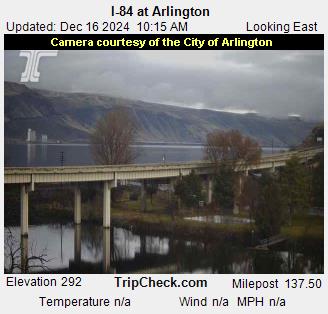 I-84 at Arlington
Updated: Dec 16 2024 10:15 AM Looking East
Camera courtesy of the City of Arlington
Elevation 292 TripCheck.com Milepost 137.50
Temperature n/a Wind n/a MPH n/a